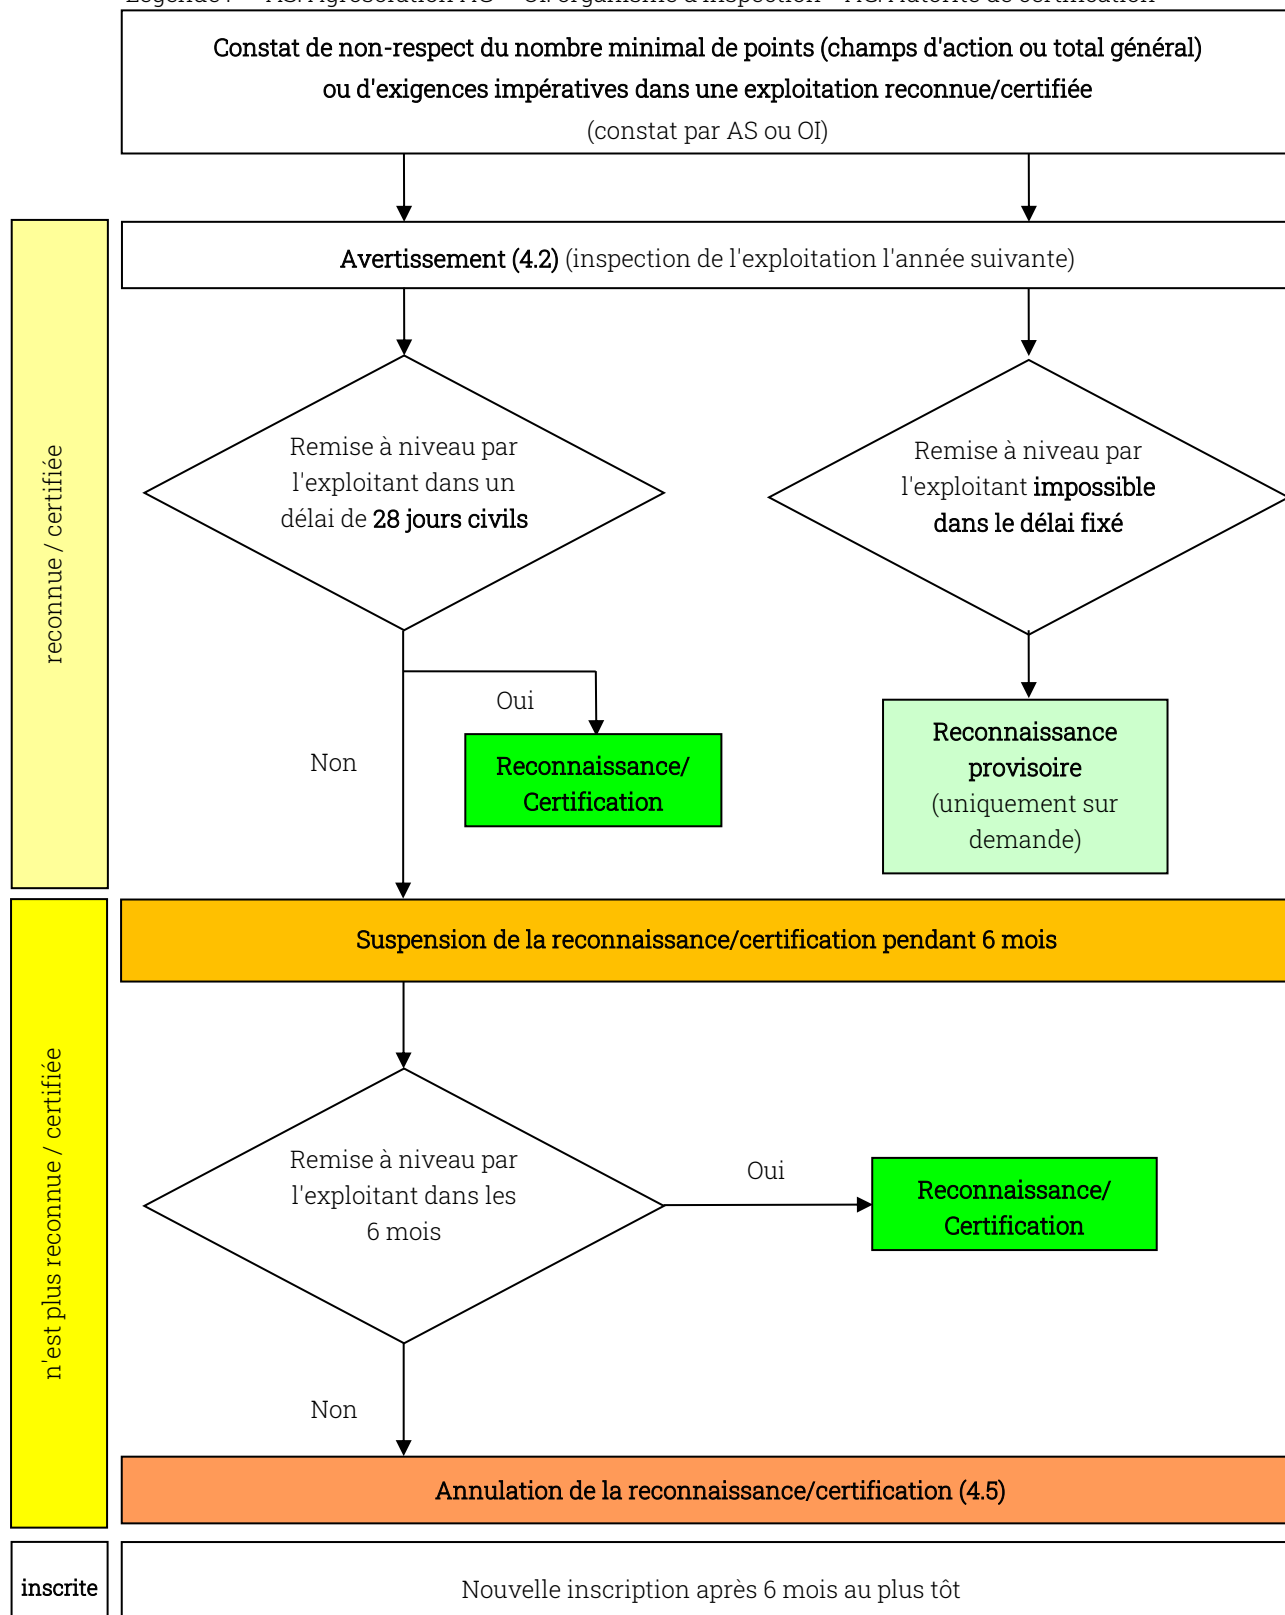 Constat de non-respect du nombre minimal de points (champs d'action ou total général)
ou d'exigences impératives dans une exploitation reconnue/certifiée
(constat par AS ou OI)
Avertissement (4.2) (inspection de l'exploitation l'année suivante)
reconnue / certifiée
Remise à niveau par
l'exploitant dans un
délai de 28 jours civils
Remise à niveau par
l'exploitant impossible
dans le délai fixé
Oui
Non
Reconnaissance/
Certification
Reconnaissance
provisoire
(uniquement sur
demande)
n'est plus reconnue / certifiée
Suspension de la reconnaissance/certification pendant 6 mois
Remise à niveau par
l'exploitant dans les
6 mois
Oui
Reconnaissance/
Certification
Non
Annulation de la reconnaissance/certification (4.5)
inscrite
Nouvelle inscription après 6 mois au plus tôt